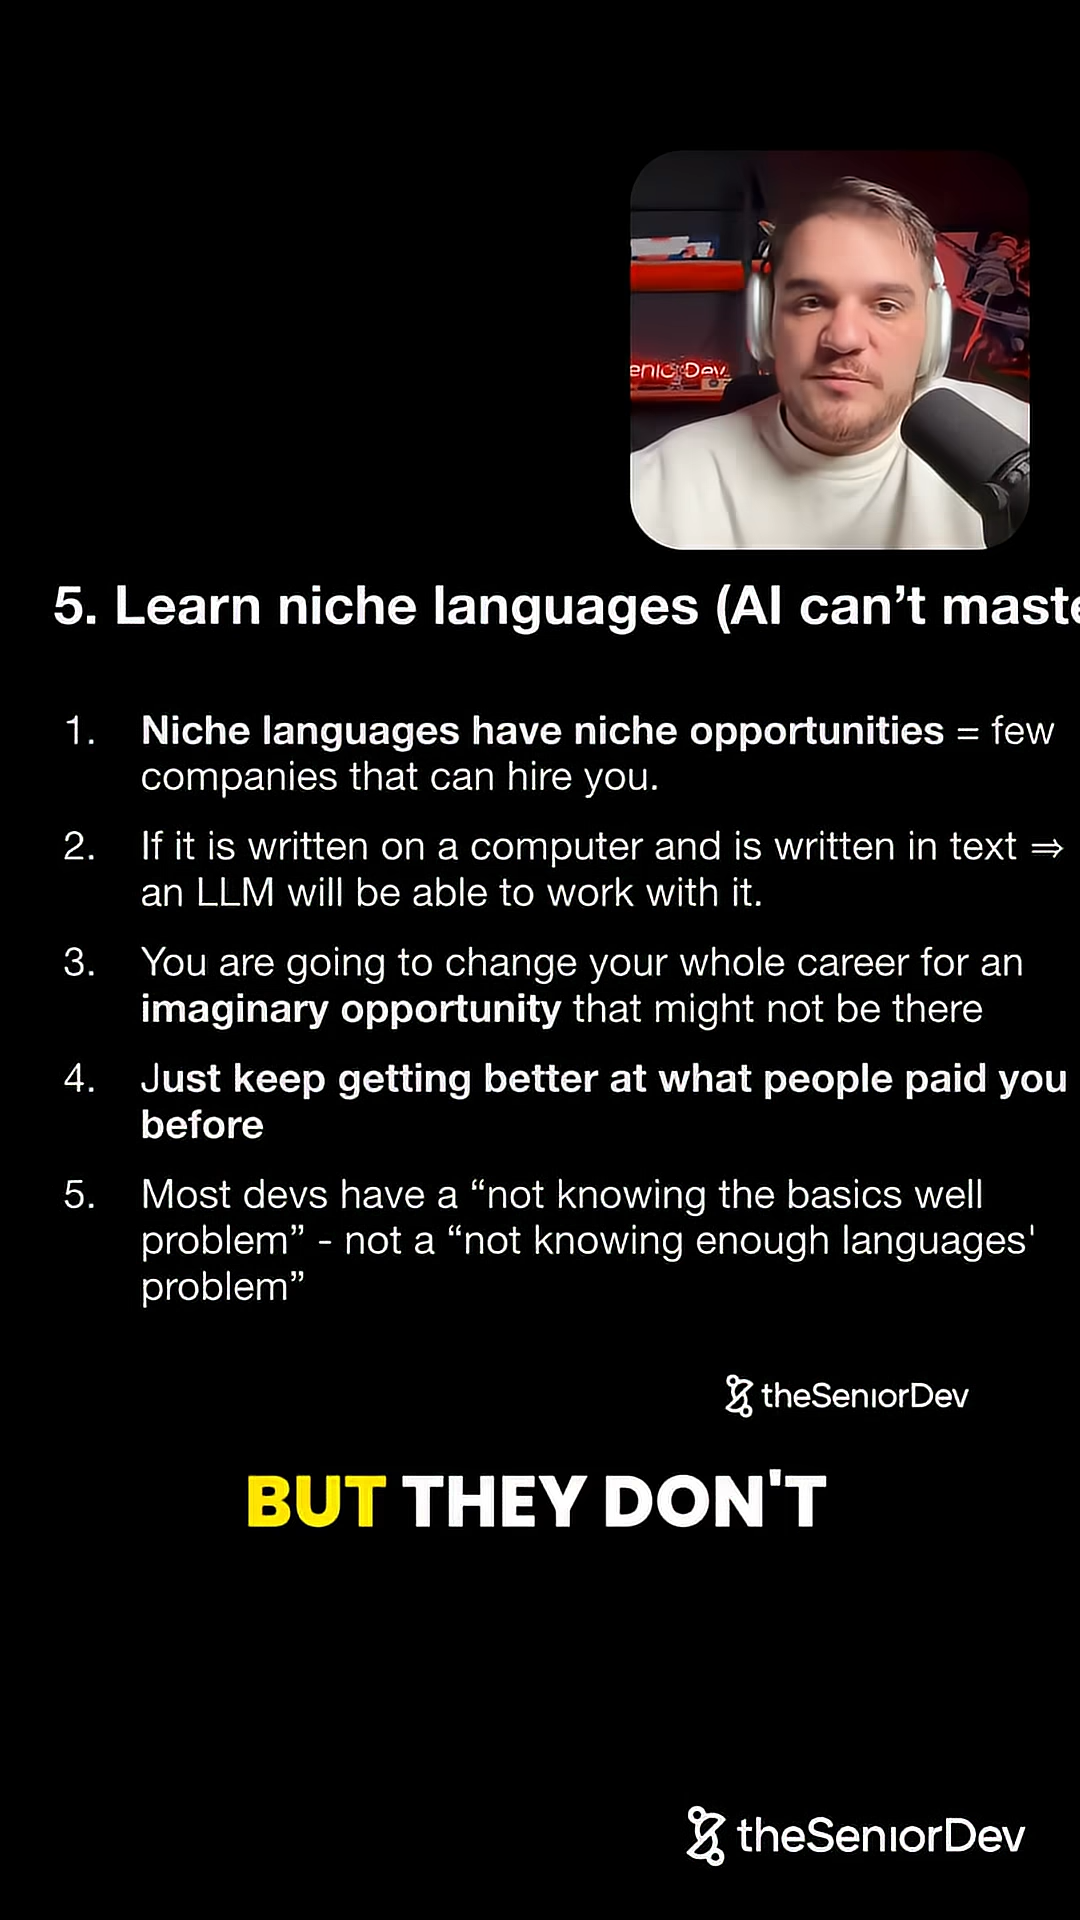 enior Dev
5. Learn niche languages (AI can’t maste
1. Niche languages have niche opportunities = few
companies that can hire you.
2. If it is written on a computer and is written in text ⇒
an LLM will be able to work with it.
3. You are going to change your whole career for an
imaginary opportunity that might not be there
4. Just keep getting better at what people paid you
before
5. Most devs have a “not knowing the basics well
problem” - not a “not knowing enough languages'
problem”
theSenıorDev
BUT THEY DON'T
theSenıorDev